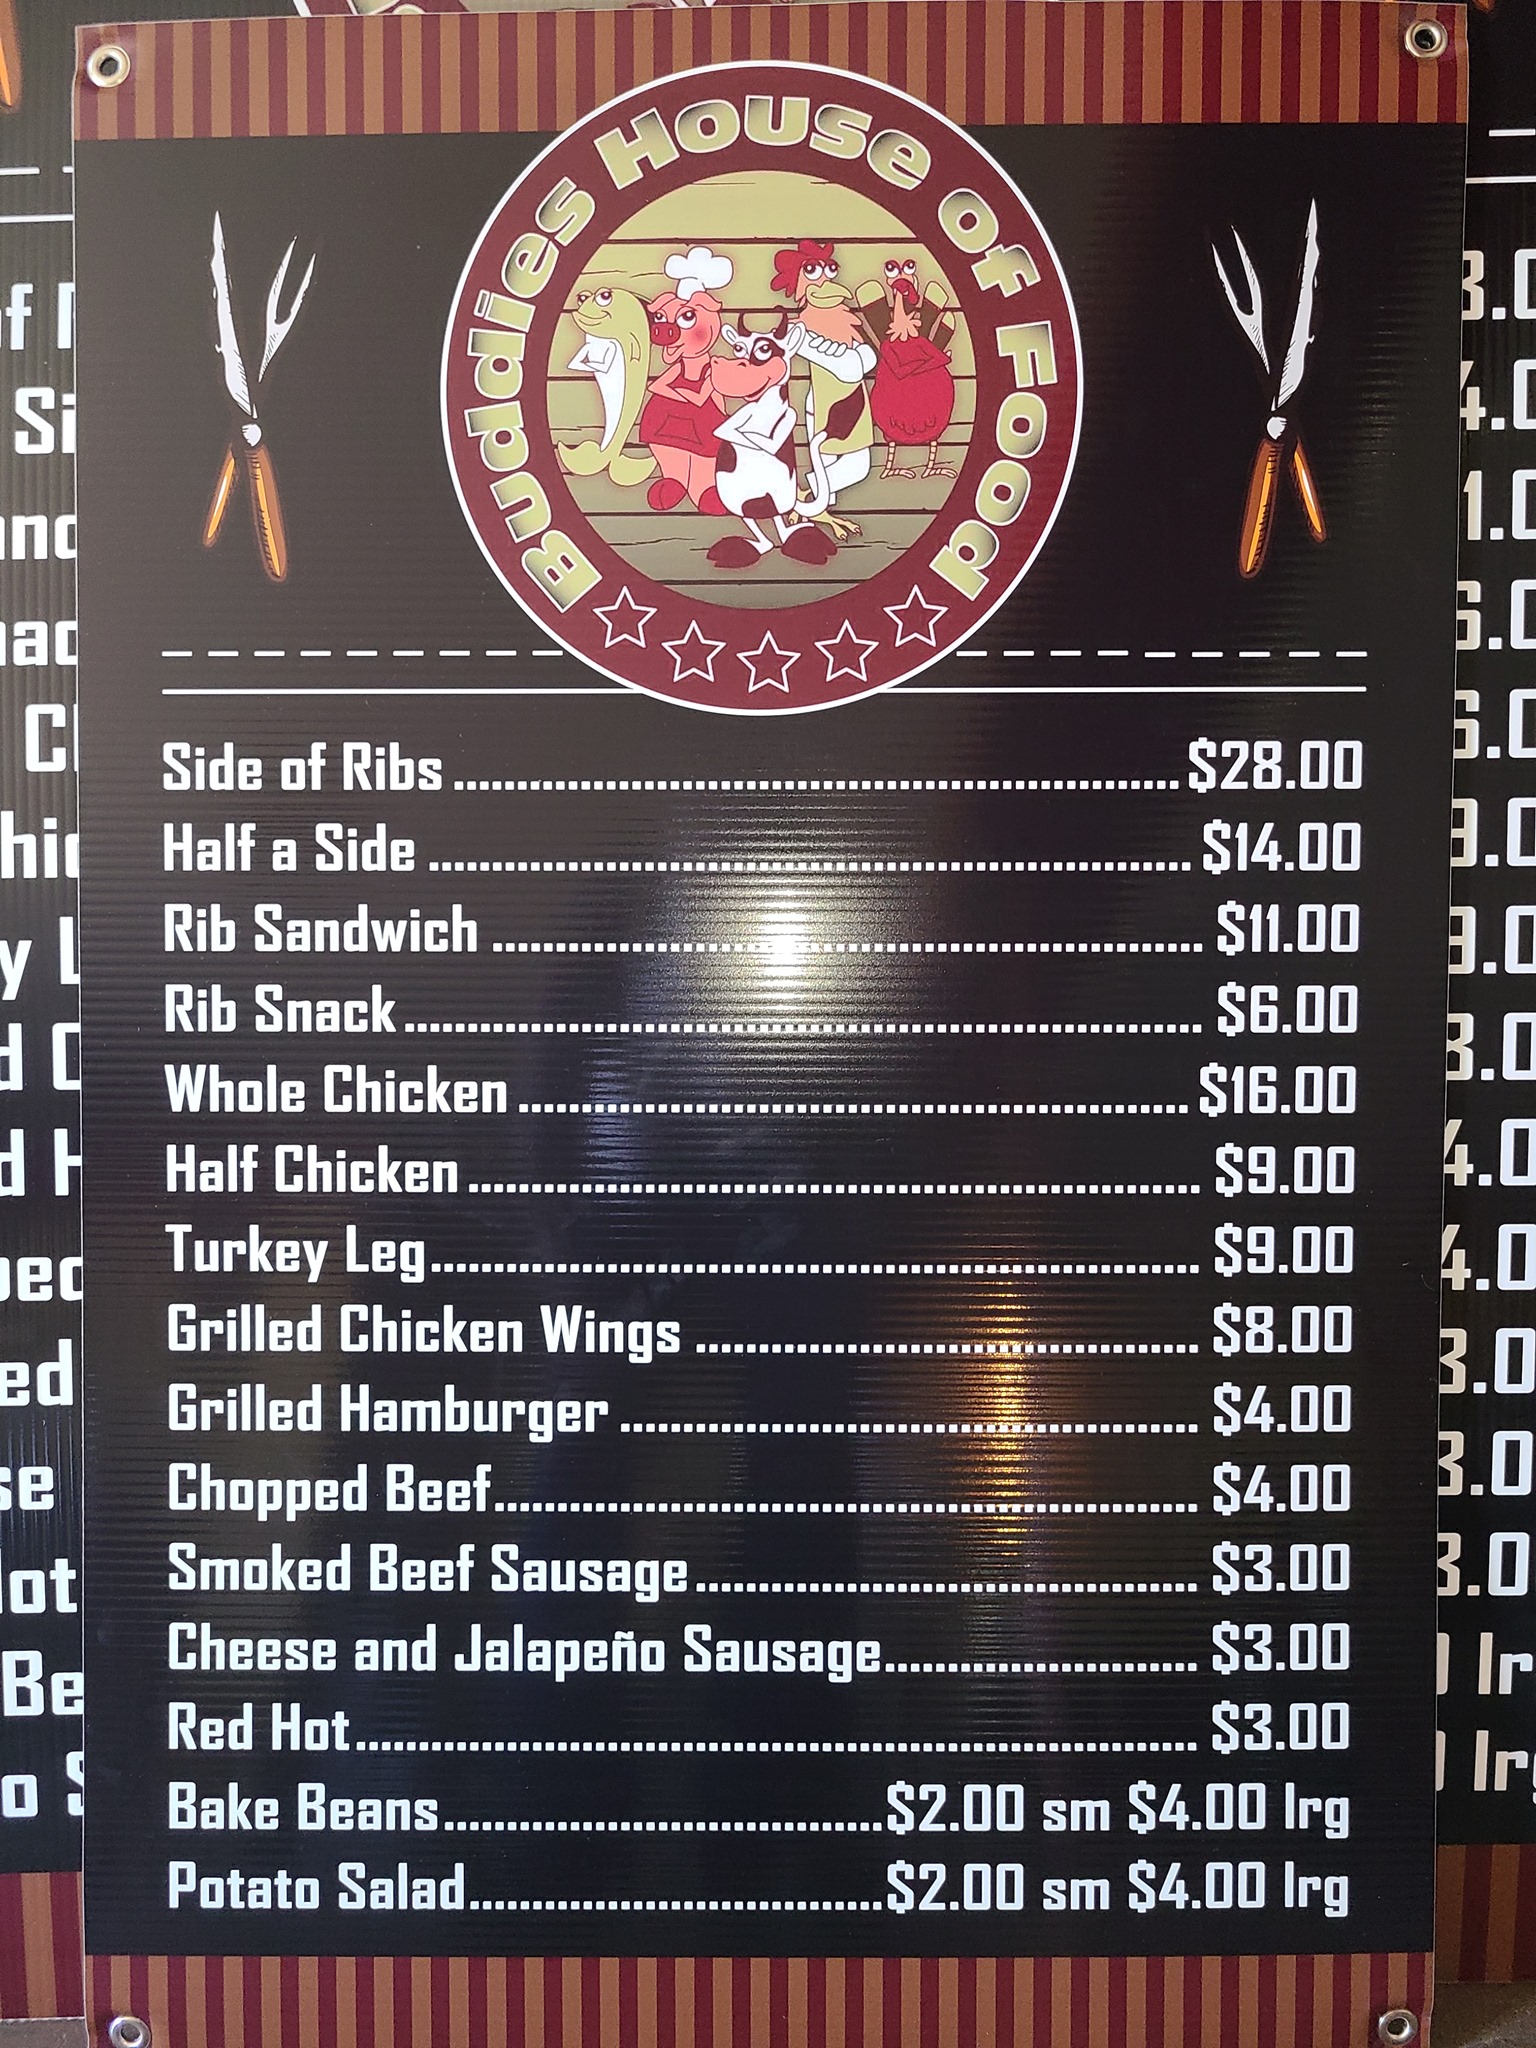 Buddies House of Food
Side of Ribs $28.00
Half a Side $14.00
Rib Sandwich $11.00
Rib Snack $6.00
Whole Chicken $16.00
Half Chicken $9.00
Turkey Leg $9.00
Grilled Chicken Wings $8.00
Grilled Hamburger $4.00
Chopped Beef $4.00
Smoked Beef Sausage $3.00
Cheese and Jalapeño Sausage $3.00
Red Hot $3.00
Bake Beans $2.00 sm $4.00 lrg
Potato Salad $2.00 sm $4.00 lrg